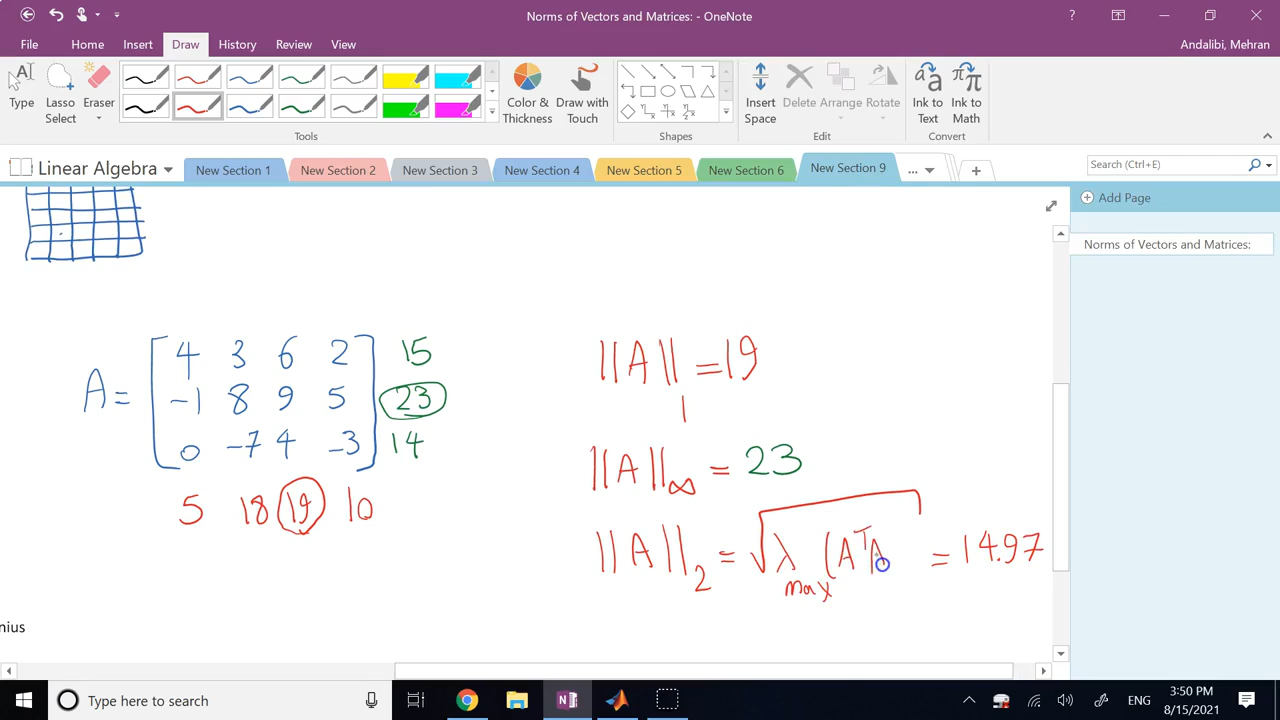 Norms of Vectors and Matrices: - OneNote
?
Andalibi, Mehran
File Home Insert Draw History Review View
Type
Lasso Select
Eraser
Color & Thickness
Draw with Touch
Insert Space
Delete
Arrange
Rotate
Ink to Text
Ink to Math
Tools
Shapes
Edit
Convert
Linear Algebra
New Section 1
New Section 2
New Section 3
New Section 4
New Section 5
New Section 6
New Section 9
...
Search (Ctrl+E)
Add Page
Norms of Vectors and Matrices:
A =
4 3 6 2 15
-1 8 9 5 23
0 -7 4 -3 14
5 18 19 10
||A||₁ = 19
||A||∞ = 23
||A||₂ = √λmax (AᵀA = 14.97
nius
Type here to search
ENG
3:50 PM
8/15/2021